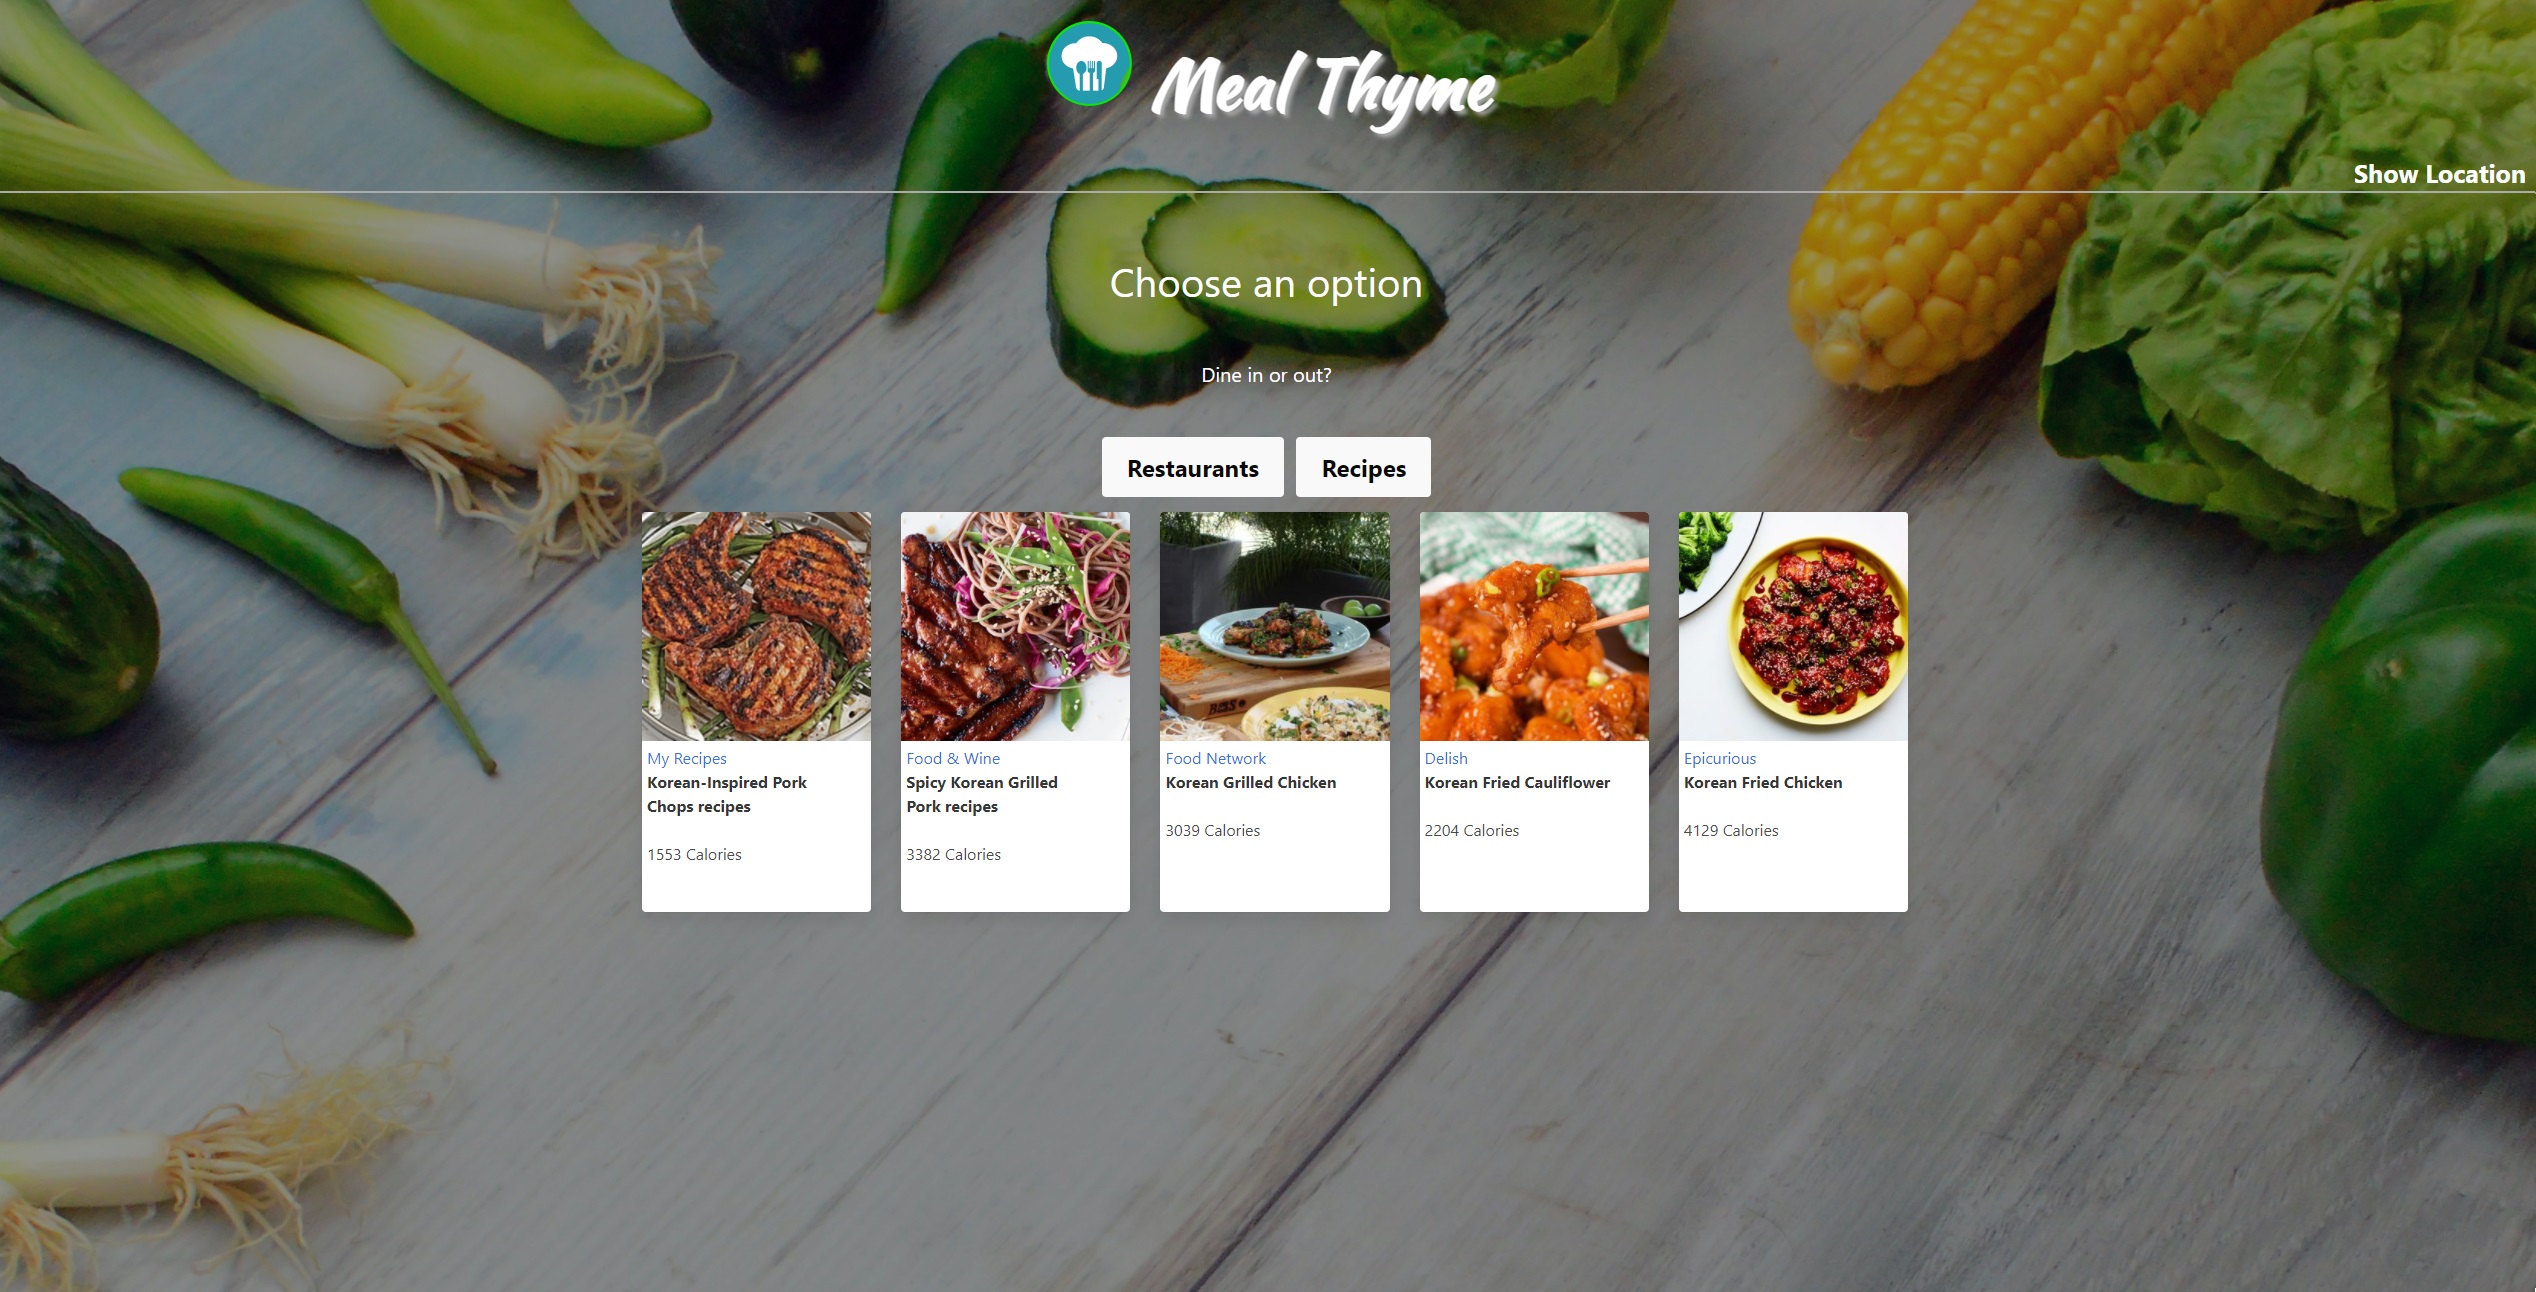 Meal Thyme
Show Location
Choose an option
Dine in or out?
Restaurants
Recipes
My Recipes
Korean-Inspired Pork
Chops recipes
1553 Calories
Food & Wine
Spicy Korean Grilled
Pork recipes
3382 Calories
Food Network
Korean Grilled Chicken
3039 Calories
Delish
Korean Fried Cauliflower
2204 Calories
Epicurious
Korean Fried Chicken
4129 Calories